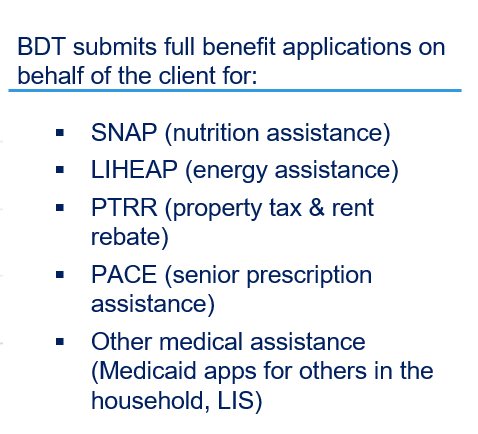 BDT submits full benefit applications on
behalf of the client for:
▪ SNAP (nutrition assistance)
▪ LIHEAP (energy assistance)
▪ PTRR (property tax & rent
rebate)
▪ PACE (senior prescription
assistance)
▪ Other medical assistance
(Medicaid apps for others in the
household, LIS)